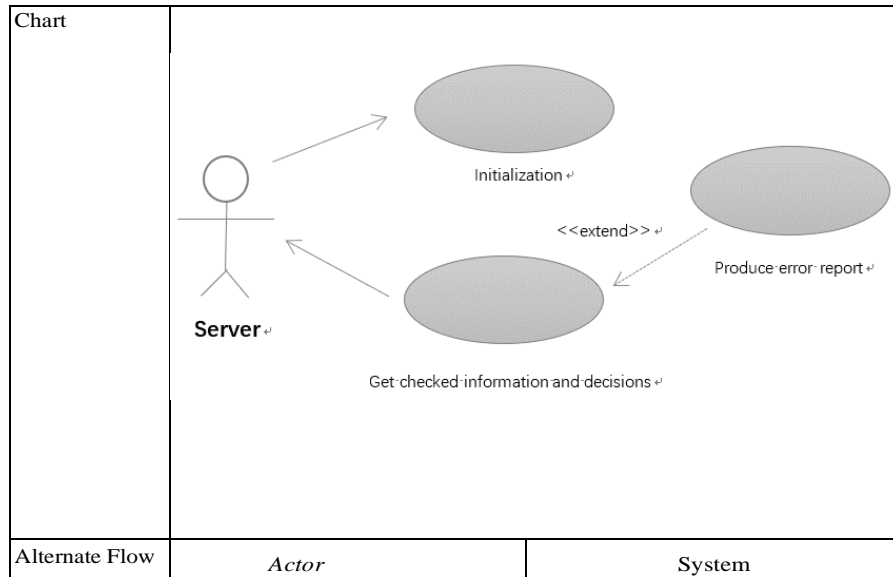 Chart
Initialization
<<extend>>
Produce error report
Server
Get checked information and decisions
Alternate Flow Actor System